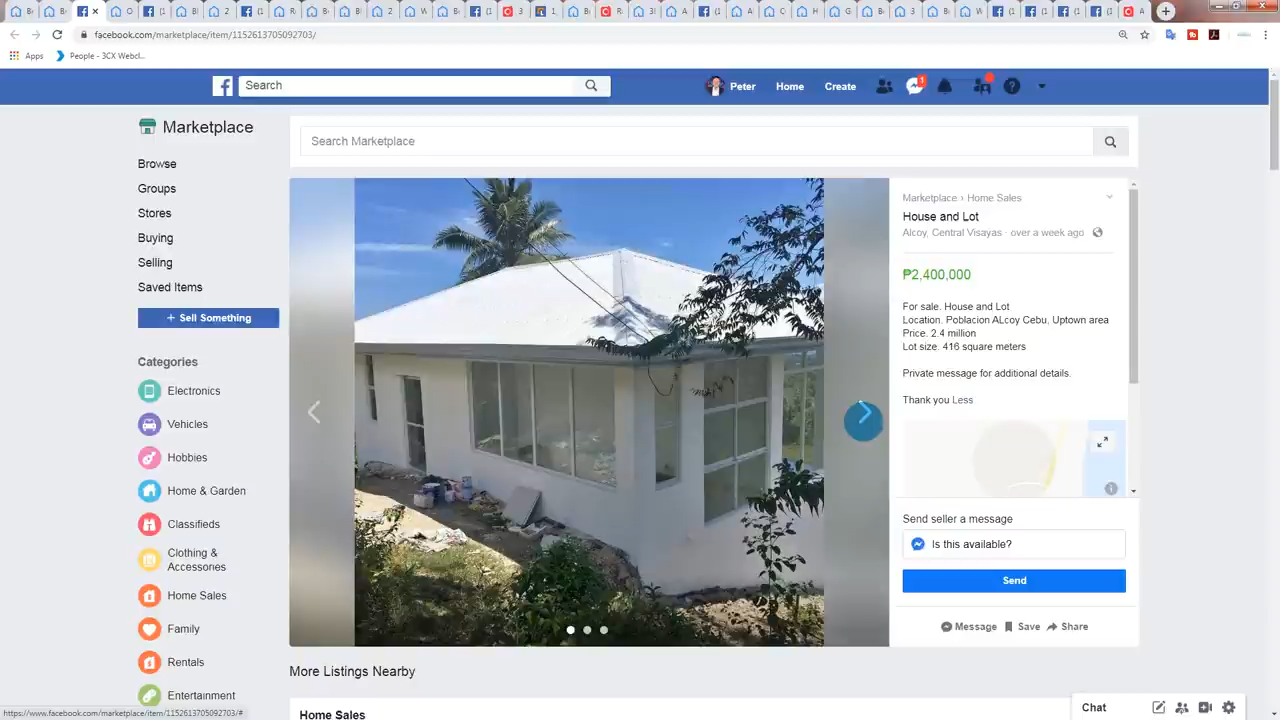 facebook.com/marketplace/item/1152613705092703/
Apps
People - 3CX Webcl...
Search
Peter
Home
Create
1
Marketplace
Search Marketplace
Browse
Groups
Stores
Buying
Selling
Saved Items
+ Sell Something
Categories
Electronics
Vehicles
Hobbies
Home & Garden
Classifieds
Clothing &
Accessories
Home Sales
Family
Rentals
Entertainment
Marketplace › Home Sales
House and Lot
Alcoy, Central Visayas · over a week ago
₱2,400,000
For sale. House and Lot
Location. Poblacion ALcoy Cebu, Uptown area
Price. 2.4 million
Lot size. 416 square meters
Private message for additional details.
Thank you Less
Send seller a message
Is this available?
Send
Message
Save
Share
More Listings Nearby
Home Sales
Chat
https://www.facebook.com/marketplace/item/1152613705092703/#